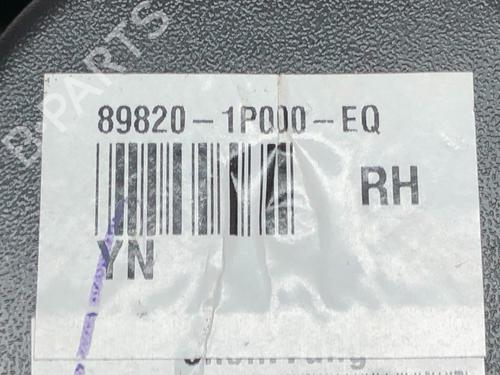 B-PARTS
89820-1P000-EQ
RH
YN